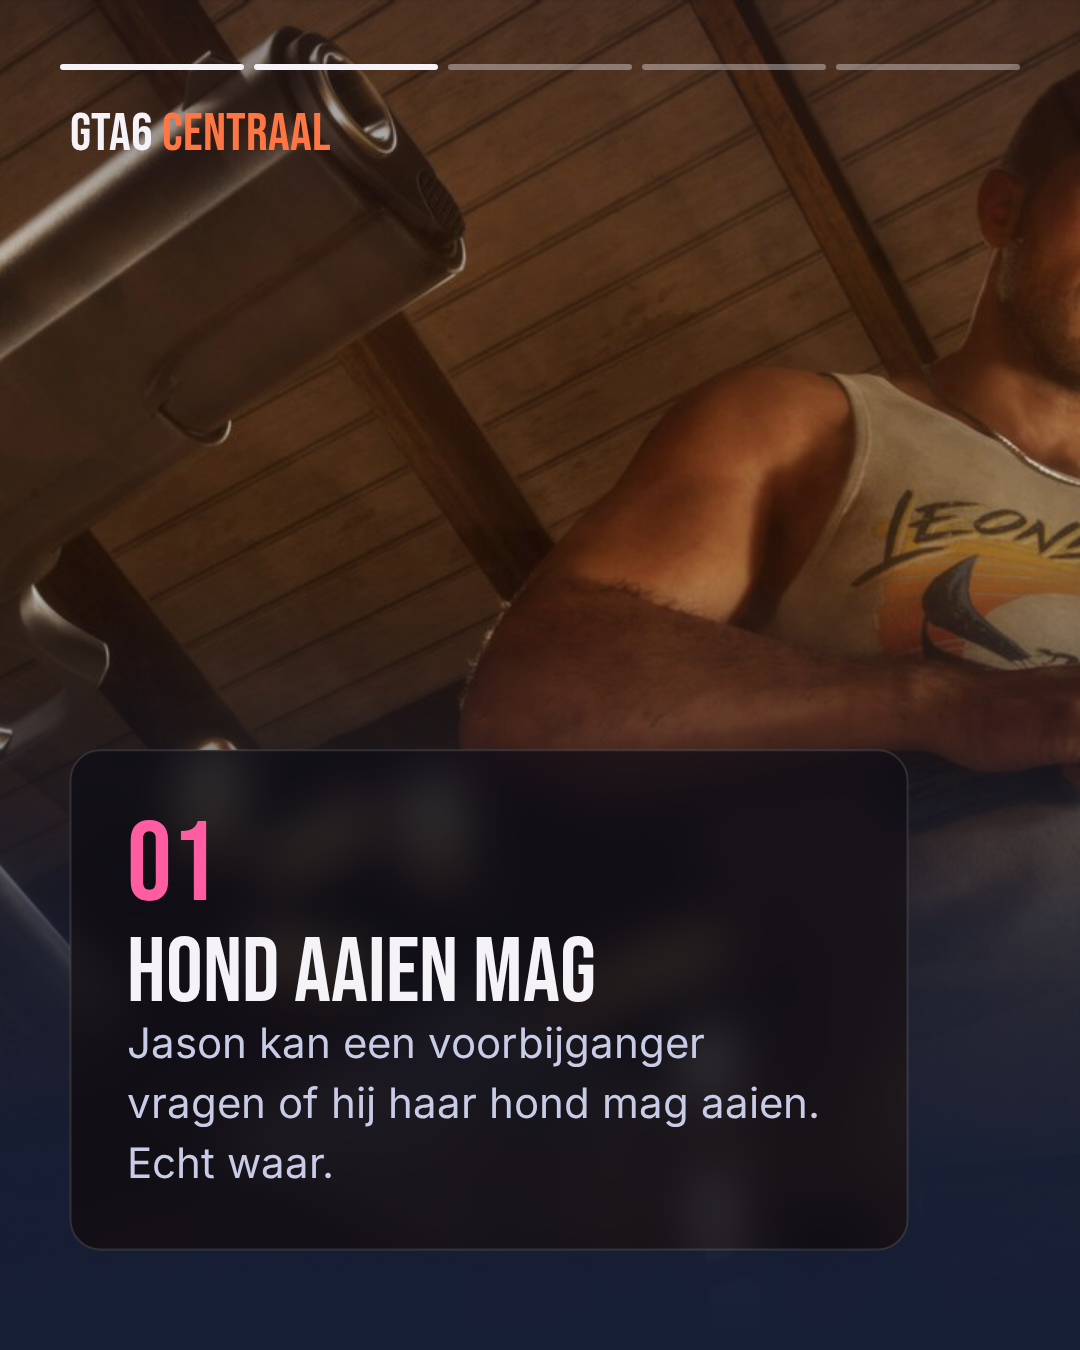 GTA6 CENTRAAL
01
HOND AAIEN MAG
Jason kan een voorbijganger
vragen of hij haar hond mag aaien.
Echt waar.